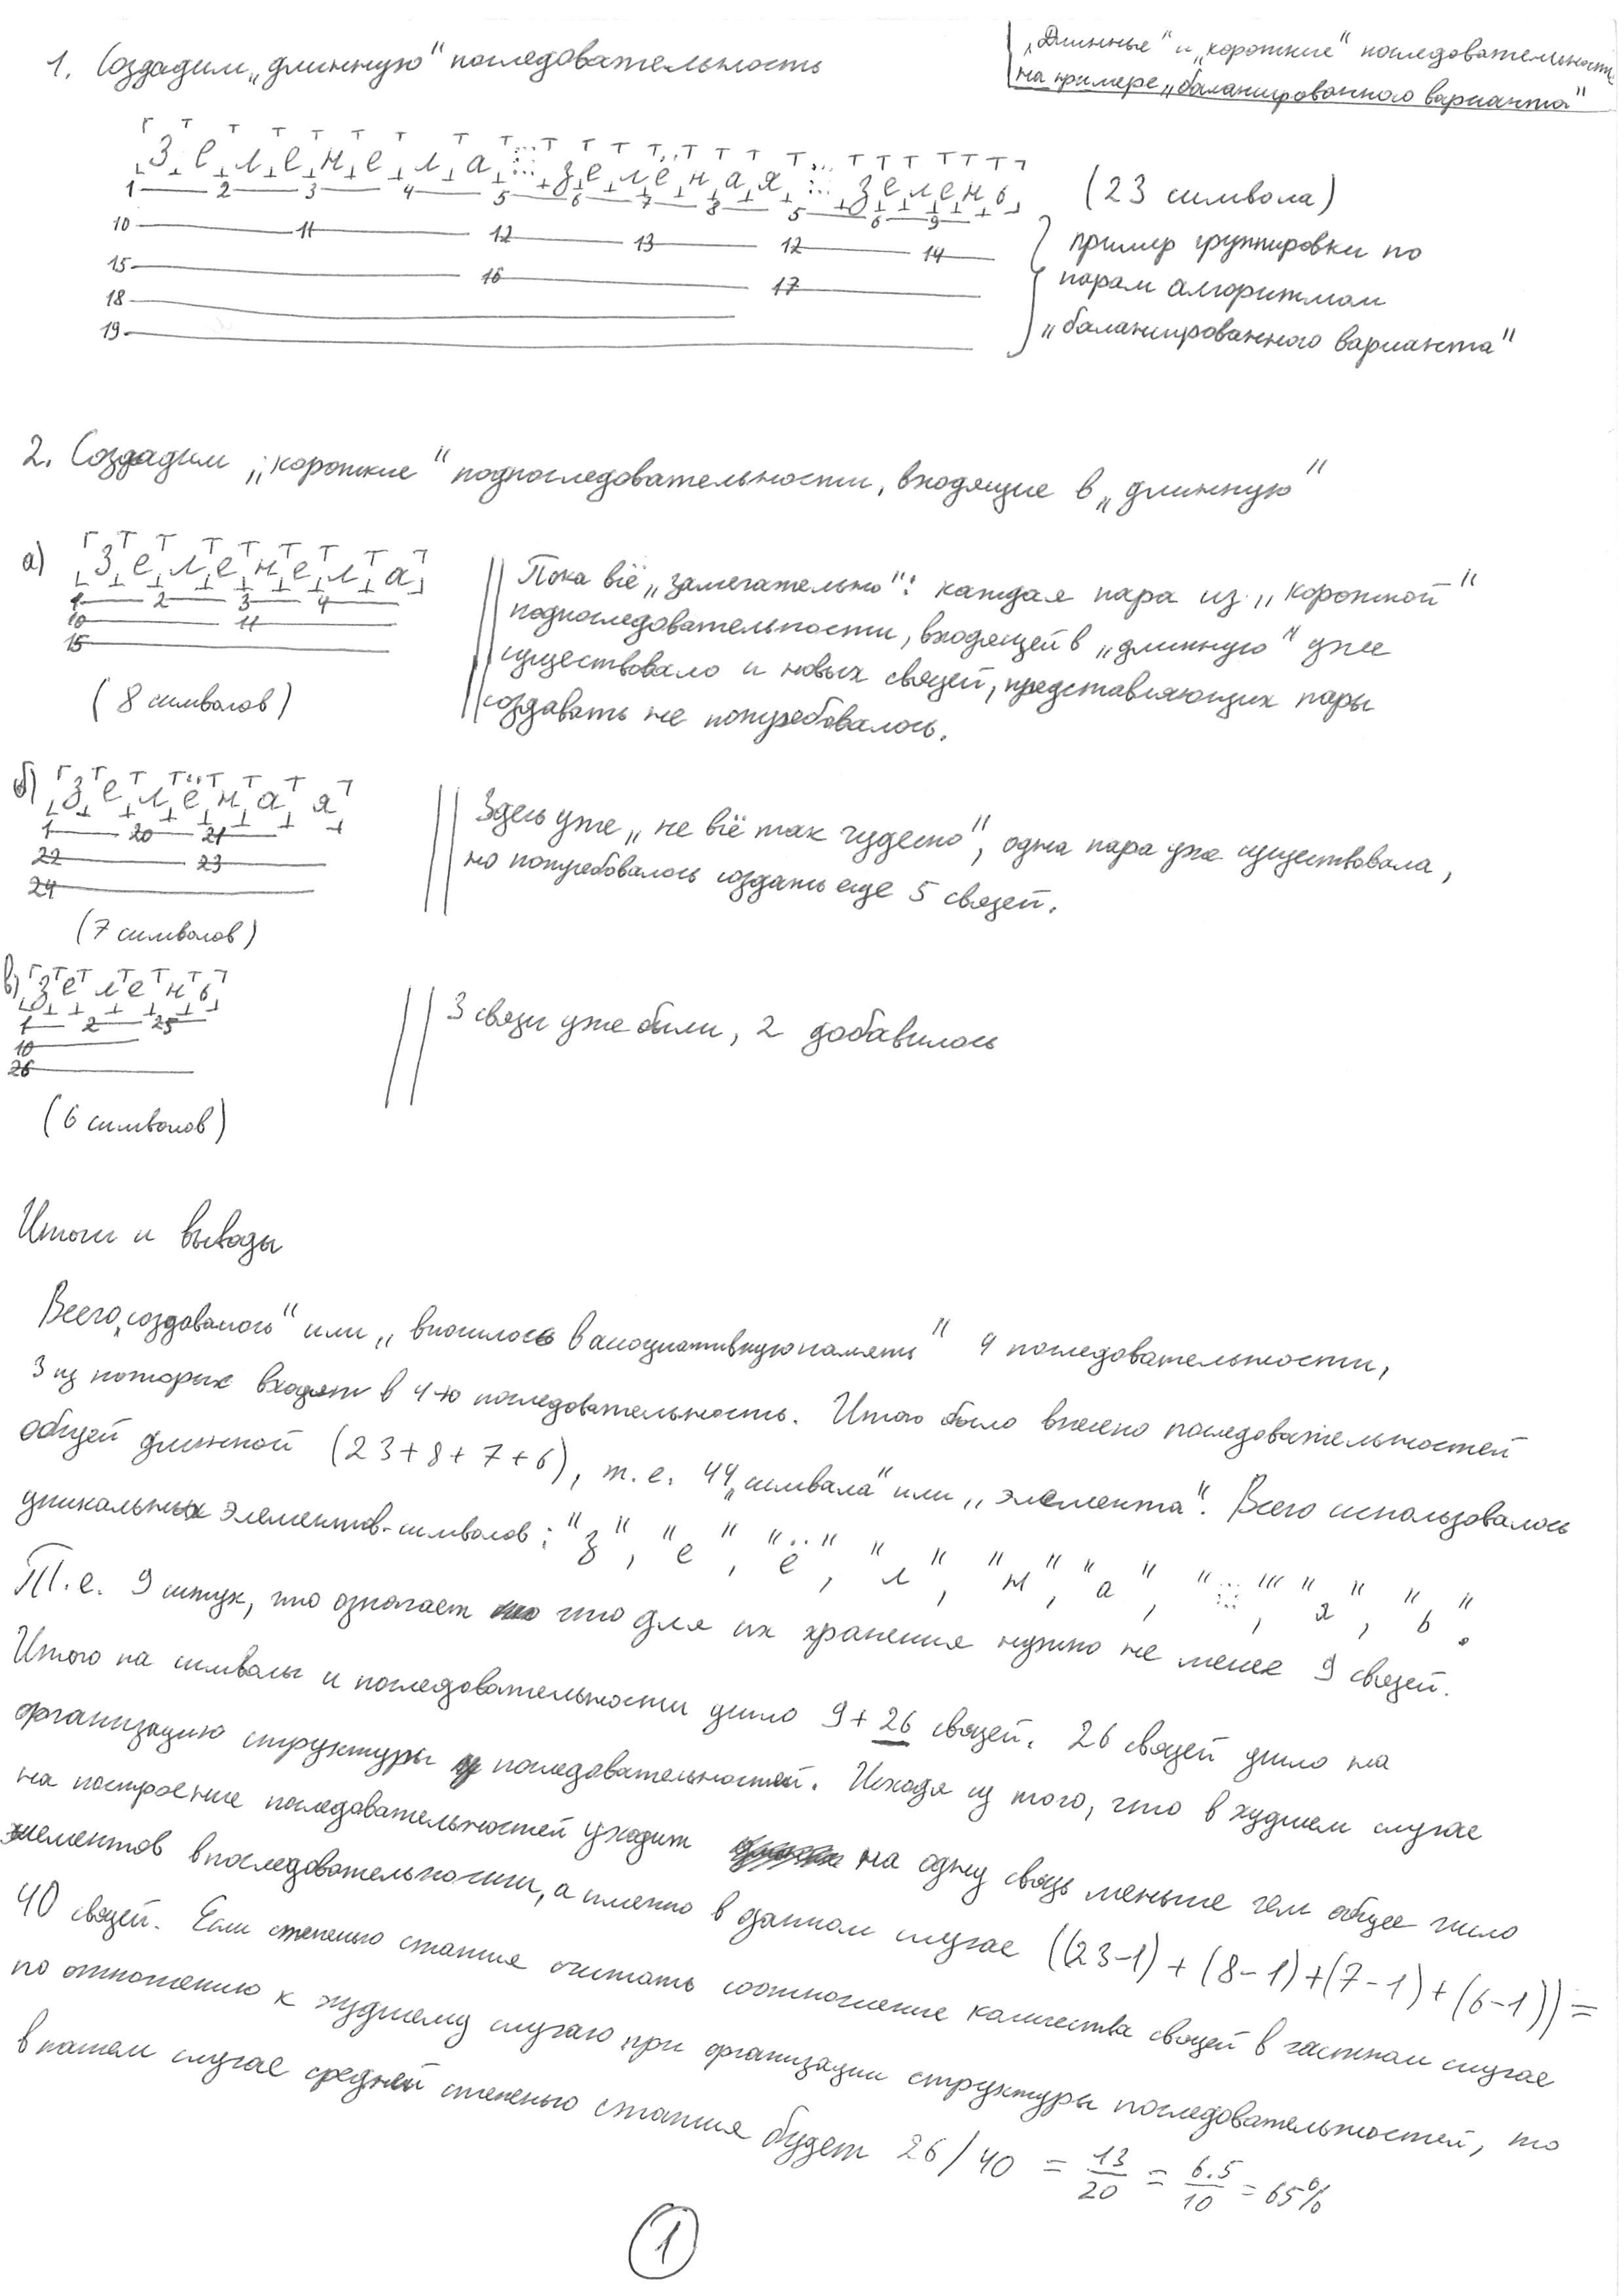 „Длинные“ и „короткие“ последовательности
на примере „балансированного варианта“
1. Создадим „длинную“ последовательность
Зеленела зелёная зелень
(23 символа)
1 2 3 4 5 6 7 8 5 6 9
10 11 12 13 12 14
15 16 17
18
19
пример группировки по
парам алгоритмом
„балансированного варианта“
2. Создадим „короткие“ подпоследовательности, входящие в „длинную“
а) Зеленела
1 2 3 4
10 11
15
(8 символов)
Пока всё „замечательно“: каждая пара из „короткой“
подпоследовательности, входящей в „длинную“ уже
существовало и новых связей, представляющих пары
создавать не потребовалось.
б) Зелёная
1 20 21
22 23
24
(7 символов)
Здесь уже „не всё так чудесно“, одна пара уже существовала,
но потребовалось создать еще 5 связей.
в) Зелень
1 2 25
10
26
(6 символов)
3 связи уже были, 2 добавилось
Итоги и выводы
Всего „создавалось“ или „вносилось в ассоциативную память“ 4 последовательности,
3 из которых входят в 4-ю последовательность. Итого было внесено последовательностей
общей длинной (23+8+7+6), т.е. 44 „символа“ или „элемента“. Всего использовалось
уникальных элементов-символов: "з", "е", "ё", "л", "н", "а", " ", "я", "ь".
Т.е. 9 штук, что означает что для их хранения нужно не менее 9 связей.
Итого на символы и последовательности ушло 9+26 связей. 26 связей ушло на
организацию структуры последовательностей. Исходя из того, что в худшем случае
на построение последовательностей уходит на одну связь меньше чем общее число
элементов в последовательности, а именно в данном случае ((23-1)+(8-1)+(7-1)+(6-1))=
40 связей. Если степенью сжатия считать соотношение количества связей в частном случае
по отношению к худшему случаю при организации структуры последовательностей, то
в нашем случае средней степенью сжатия будет 26/40 = 13/20 = 6.5/10 = 65%
1